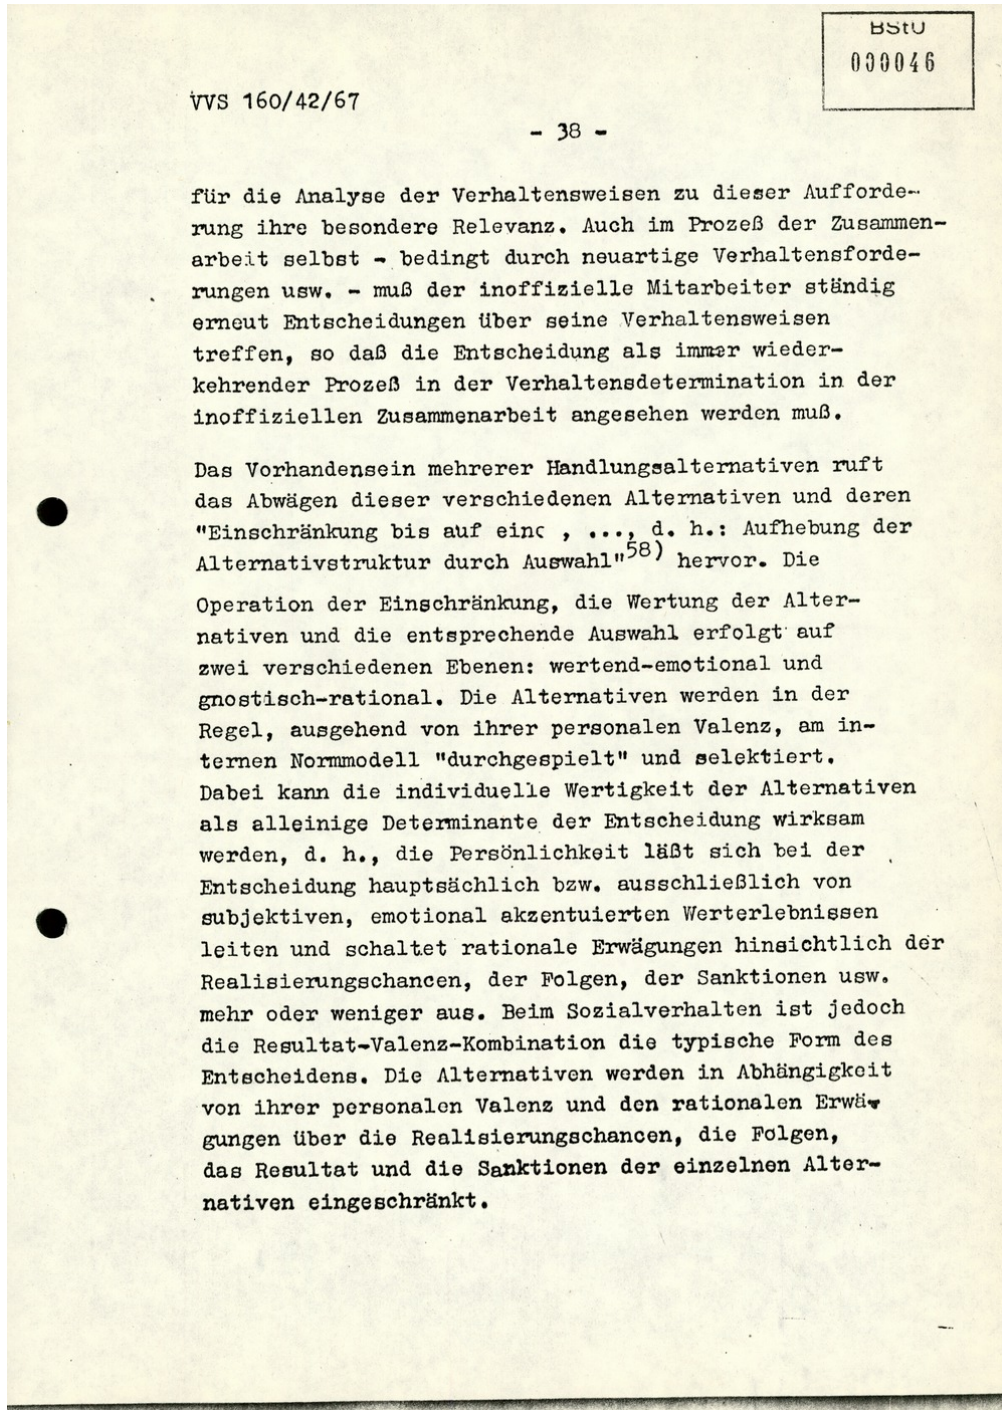 BStU
000046
VVS 160/42/67
- 38 -
für die Analyse der Verhaltensweisen zu dieser Aufforde-
rung ihre besondere Relevanz. Auch im Prozeß der Zusammen-
arbeit selbst - bedingt durch neuartige Verhaltensforde-
rungen usw. - muß der inoffizielle Mitarbeiter ständig
erneut Entscheidungen über seine Verhaltensweisen
treffen, so daß die Entscheidung als immer wieder-
kehrender Prozeß in der Verhaltensdetermination in der
inoffiziellen Zusammenarbeit angesehen werden muß.
Das Vorhandensein mehrerer Handlungsalternativen ruft
das Abwägen dieser verschiedenen Alternativen und deren
"Einschränkung bis auf eine , ..., d. h.: Aufhebung der
Alternativstruktur durch Auswahl"58) hervor. Die
Operation der Einschränkung, die Wertung der Alter-
nativen und die entsprechende Auswahl erfolgt auf
zwei verschiedenen Ebenen: wertend-emotional und
gnostisch-rational. Die Alternativen werden in der
Regel, ausgehend von ihrer personalen Valenz, am in-
ternen Normmodell "durchgespielt" und selektiert.
Dabei kann die individuelle Wertigkeit der Alternativen
als alleinige Determinante der Entscheidung wirksam
werden, d. h., die Persönlichkeit läßt sich bei der
Entscheidung hauptsächlich bzw. ausschließlich von
subjektiven, emotional akzentuierten Werterlebnissen
leiten und schaltet rationale Erwägungen hinsichtlich der
Realisierungschancen, der Folgen, der Sanktionen usw.
mehr oder weniger aus. Beim Sozialverhalten ist jedoch
die Resultat-Valenz-Kombination die typische Form des
Entscheidens. Die Alternativen werden in Abhängigkeit
von ihrer personalen Valenz und den rationalen Erwä-
gungen über die Realisierungschancen, die Folgen,
das Resultat und die Sanktionen der einzelnen Alter-
nativen eingeschränkt.